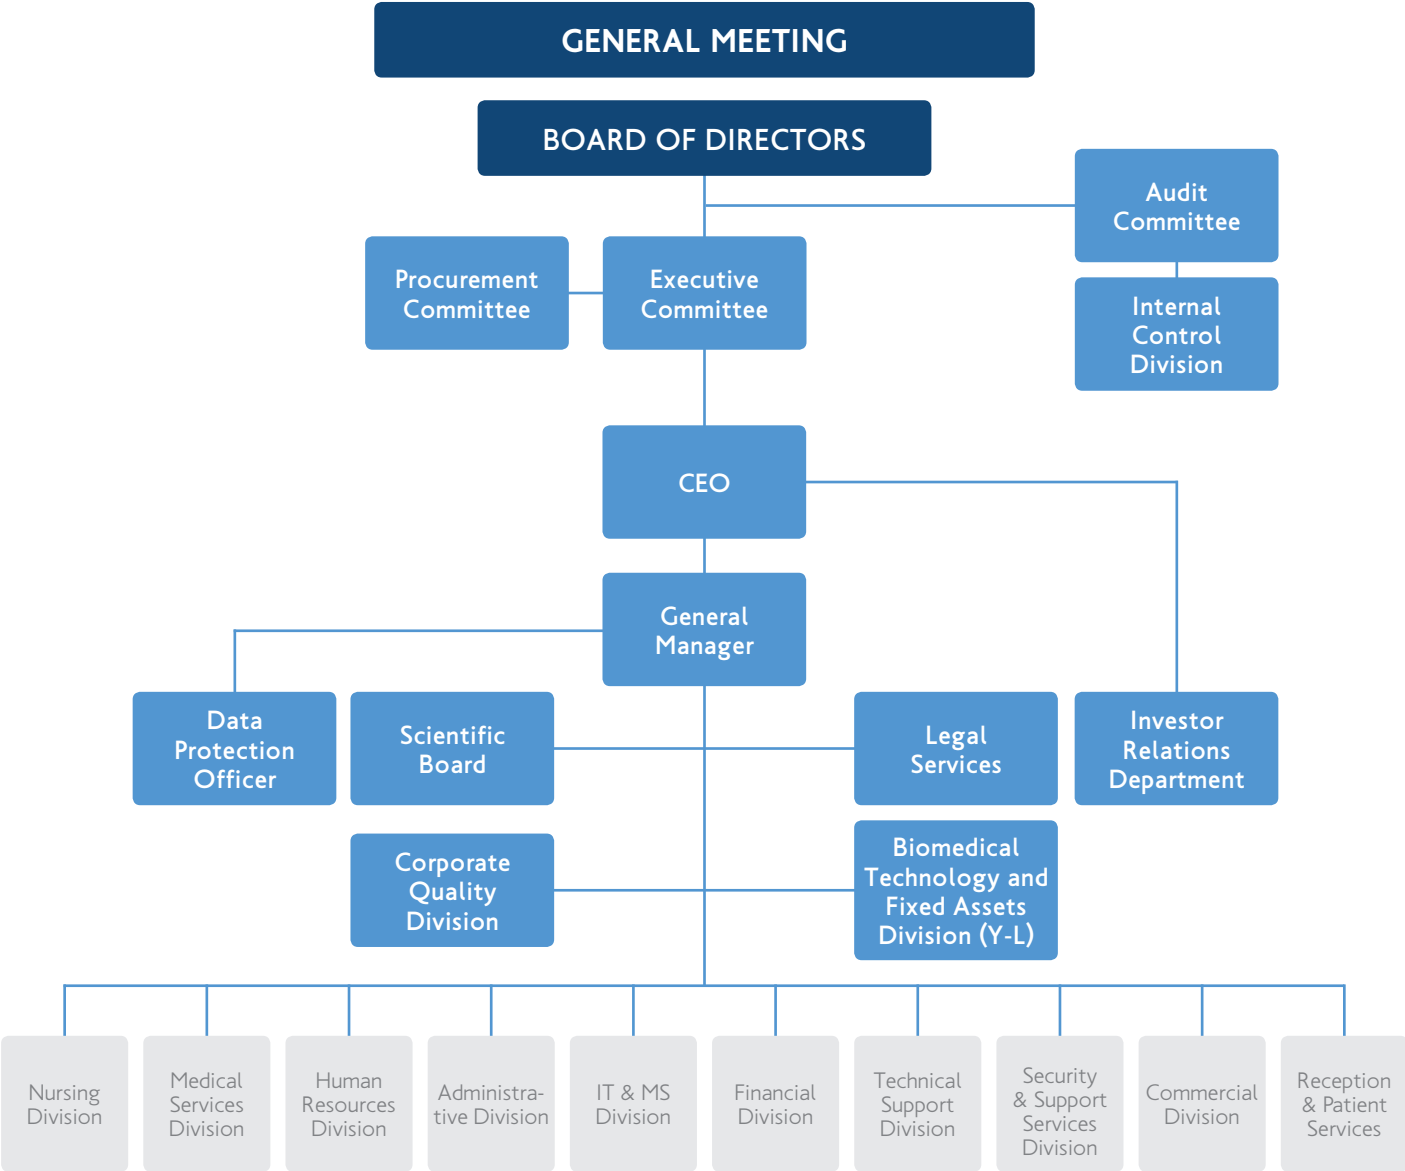 GENERAL MEETING
BOARD OF DIRECTORS
Audit
Committee
Procurement
Committee
Executive
Committee
Internal
Control
Division
CEO
General
Manager
Data
Protection
Officer
Scientific
Board
Legal
Services
Investor
Relations
Department
Corporate
Quality
Division
Biomedical
Technology and
Fixed Assets
Division (Y-L)
Nursing
Division
Medical
Services
Division
Human
Resources
Division
Administra-
tive Division
IT & MS
Division
Financial
Division
Technical
Support
Division
Security
& Support
Services
Division
Commercial
Division
Reception
& Patient
Services